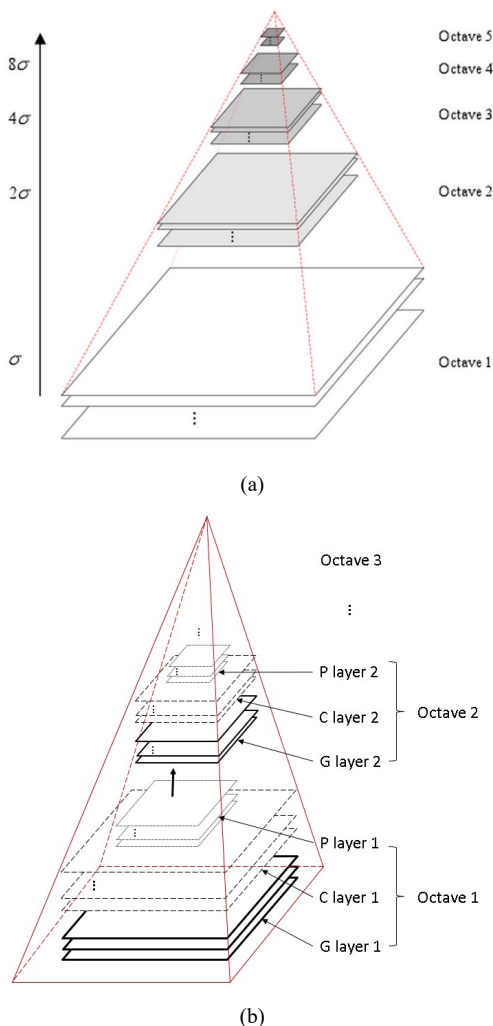 Octave 5
8σ
Octave 4
4σ
Octave 3
2σ
Octave 2
σ
Octave 1
(a)
Octave 3
P layer 2
C layer 2
Octave 2
G layer 2
P layer 1
C layer 1
Octave 1
G layer 1
(b)